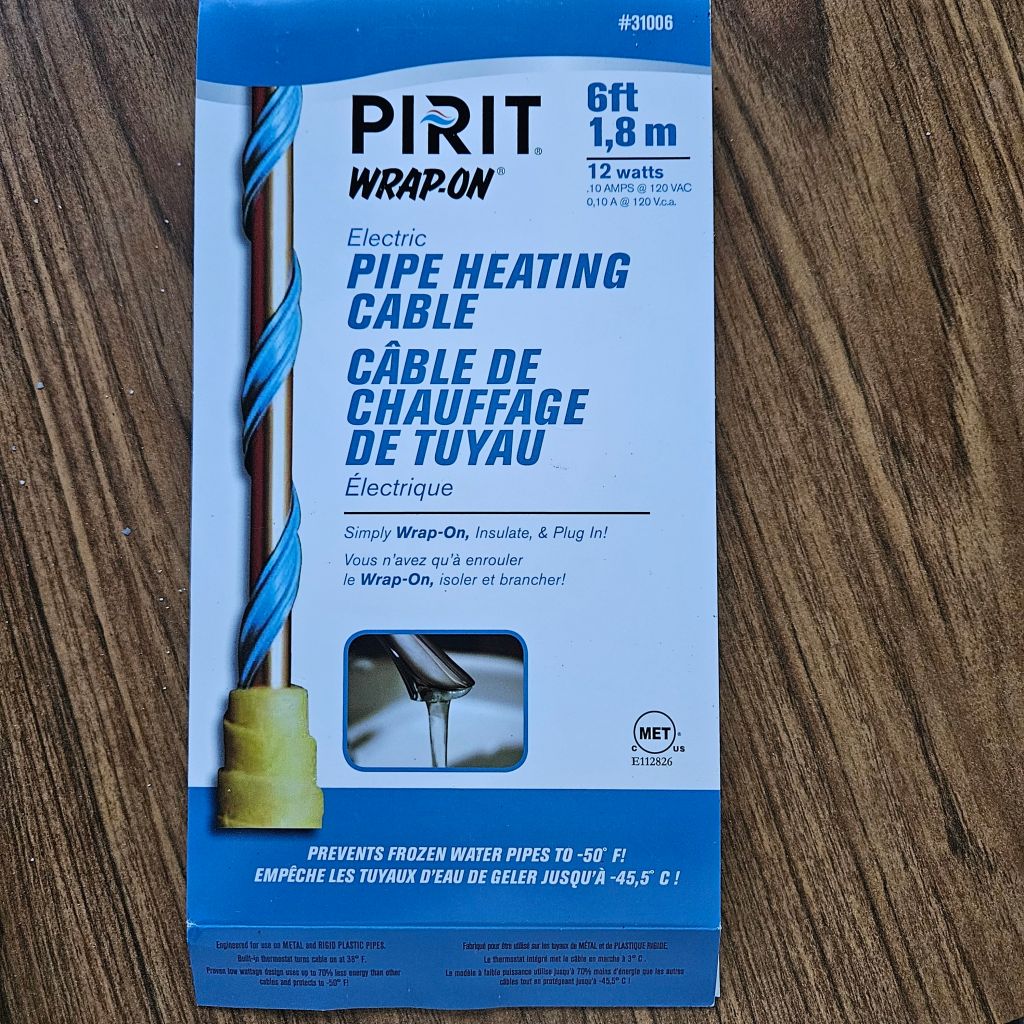 #31006
PIRIT®
WRAP-ON®
6ft
1,8 m
12 watts
.10 AMPS @ 120 VAC
0,10 A @ 120 V.c.a.
Electric
PIPE HEATING
CABLE
CÂBLE DE
CHAUFFAGE
DE TUYAU
Électrique
Simply Wrap-On, Insulate, & Plug In!
Vous n'avez qu'à enrouler
le Wrap-On, isoler et brancher!
MET®
C US
E112826
PREVENTS FROZEN WATER PIPES TO -50° F!
EMPÊCHE LES TUYAUX D'EAU DE GELER JUSQU'À -45,5° C !
Engineered for use on METAL and RIGID PLASTIC PIPES.
Built-in thermostat turns cable on at 38° F.
Proven low wattage design uses up to 70% less energy than other
cables and protects to -50° F!
Fabriqué pour être utilisé sur les tuyaux de MÉTAL et de PLASTIQUE RIGIDE.
Le thermostat intégré met le câble en marche à 3° C .
Le modèle à faible puissance utilise jusqu'à 70% moins d'énergie que les autres
câbles tout en protégeant jusqu'à -45,5° C !